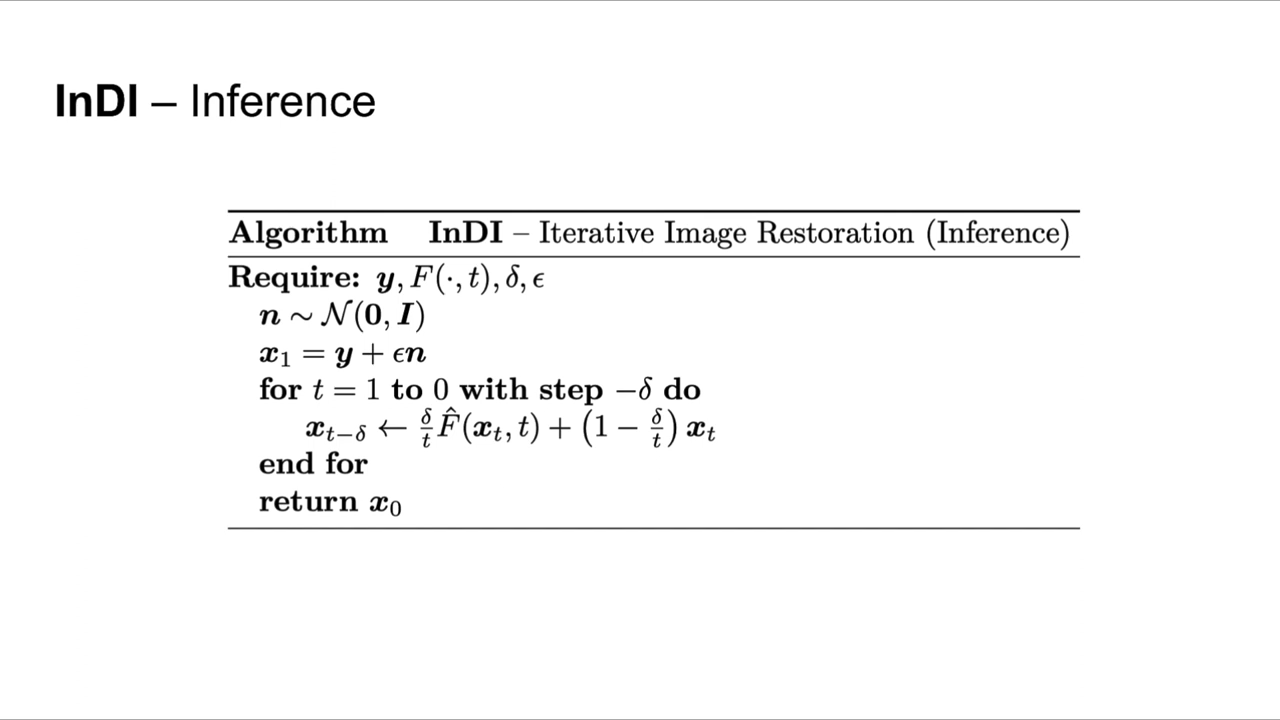 InDI – Inference
Algorithm InDI – Iterative Image Restoration (Inference)
Require: y, F(·, t), δ, ϵ
n ∼ 𝒩(0, I)
x₁ = y + ϵn
for t = 1 to 0 with step −δ do
x_{t−δ} ← δ/t F̂(x_t, t) + (1 − δ/t) x_t
end for
return x₀